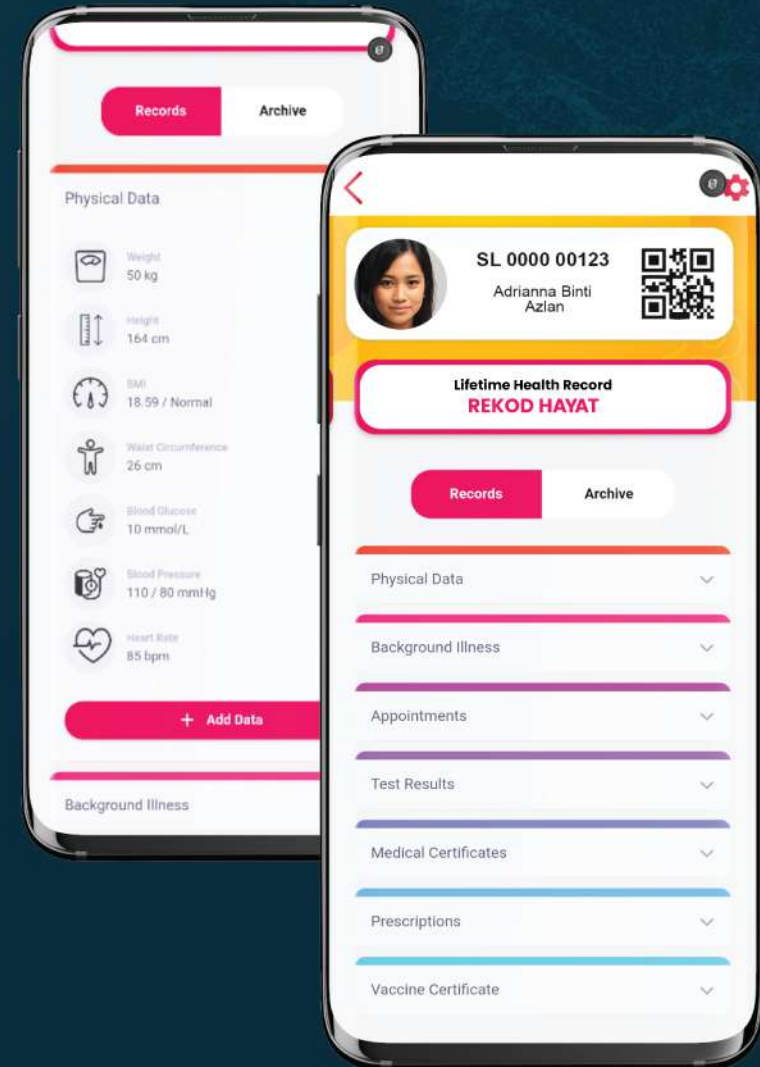 Records
Archive
Physical Data
Weight
50 kg
Height
164 cm
BMI
18.59 / Normal
Waist Circumference
26 cm
Blood Glucose
10 mmol/L
Blood Pressure
110 / 80 mmHg
Heart Rate
85 bpm
+ Add Data
Background Illness
SL 0000 00123
Adrianna Binti
Azlan
Lifetime Health Record
REKOD HAYAT
Records
Archive
Physical Data
Background Illness
Appointments
Test Results
Medical Certificates
Prescriptions
Vaccine Certificate